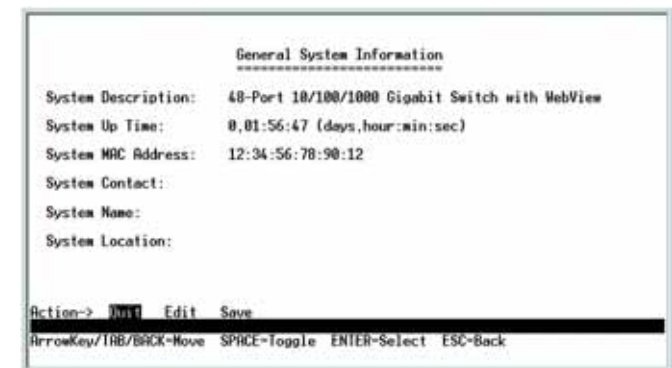 General System Information
==========================
System Description: 48-Port 10/100/1000 Gigabit Switch with WebView
System Up Time: 0,01:56:47 (days,hour:min:sec)
System MAC Address: 12:34:56:78:90:12
System Contact:
System Name:
System Location:
Action-> Quit Edit Save
ArrowKey/TAB/BACK=Move SPACE=Toggle ENTER=Select ESC=Back